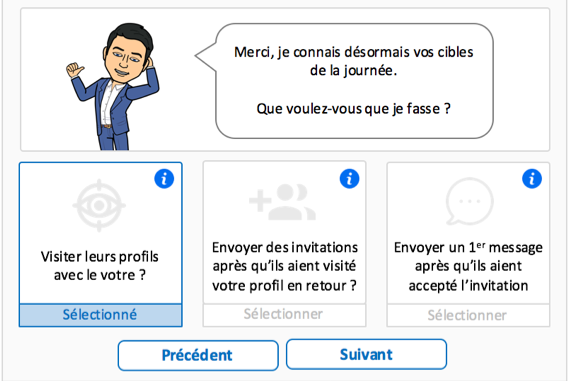 Merci, je connais désormais vos cibles
de la journée.
Que voulez-vous que je fasse ?
Visiter leurs profils
avec le votre ?
Sélectionné
Envoyer des invitations
après qu’ils aient visité
votre profil en retour ?
Sélectionner
Envoyer un 1er message
après qu’ils aient
accepté l’invitation
Sélectionner
Précédent
Suivant